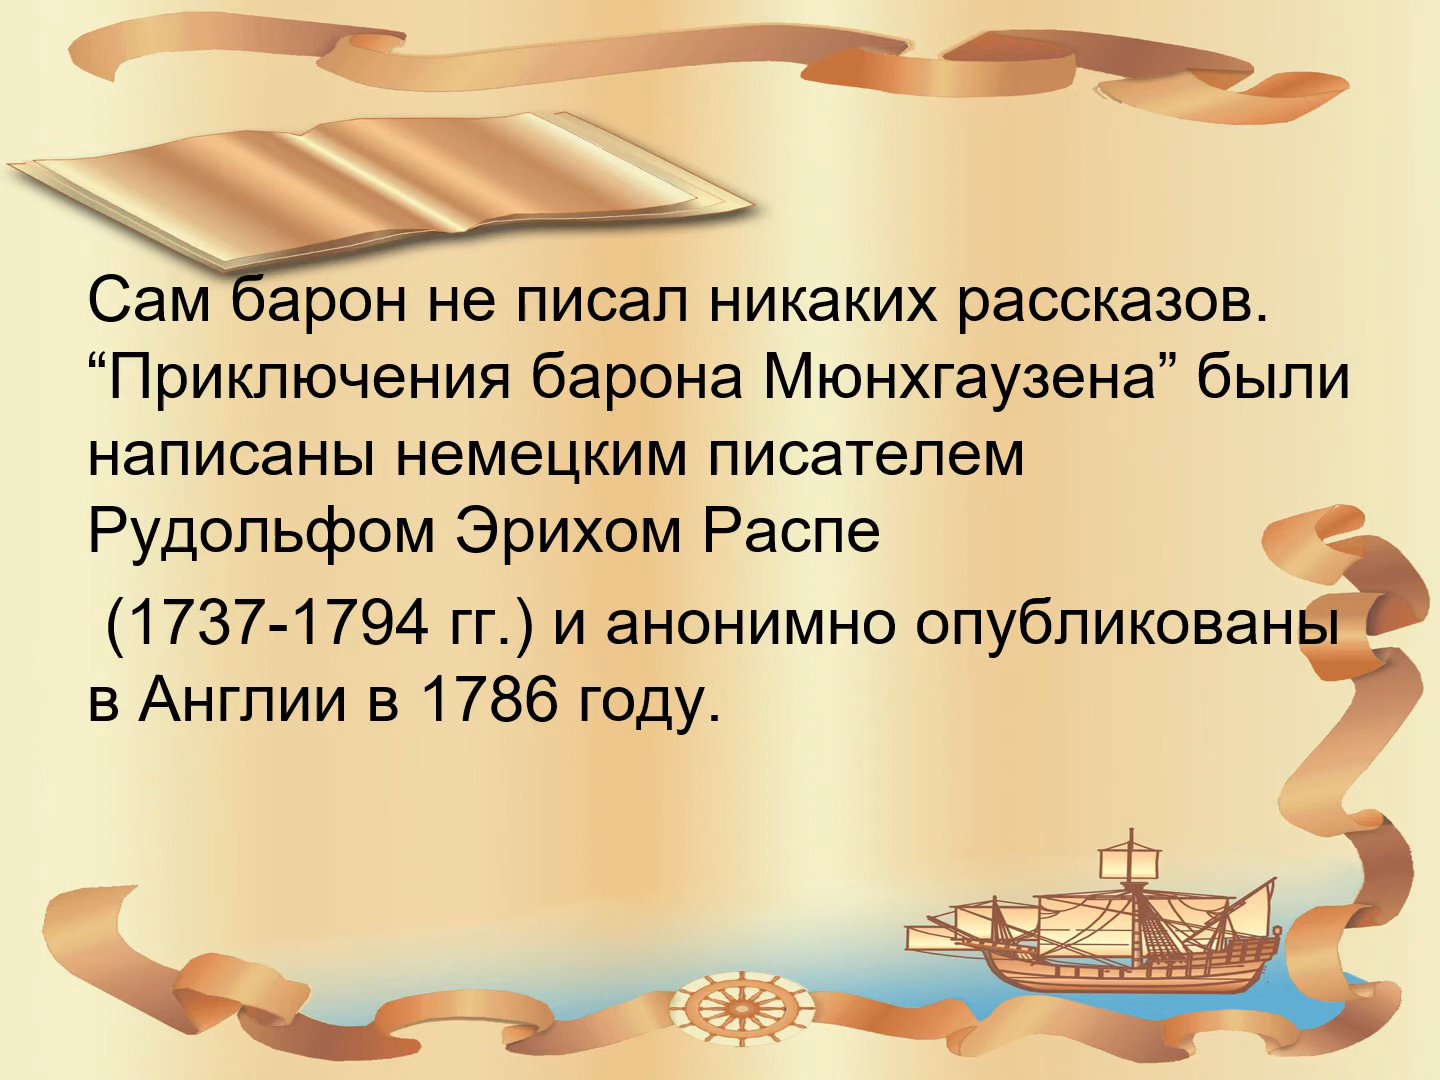 Сам барон не писал никаких рассказов.
“Приключения барона Мюнхгаузена” были
написаны немецким писателем
Рудольфом Эрихом Распе
(1737-1794 гг.) и анонимно опубликованы
в Англии в 1786 году.